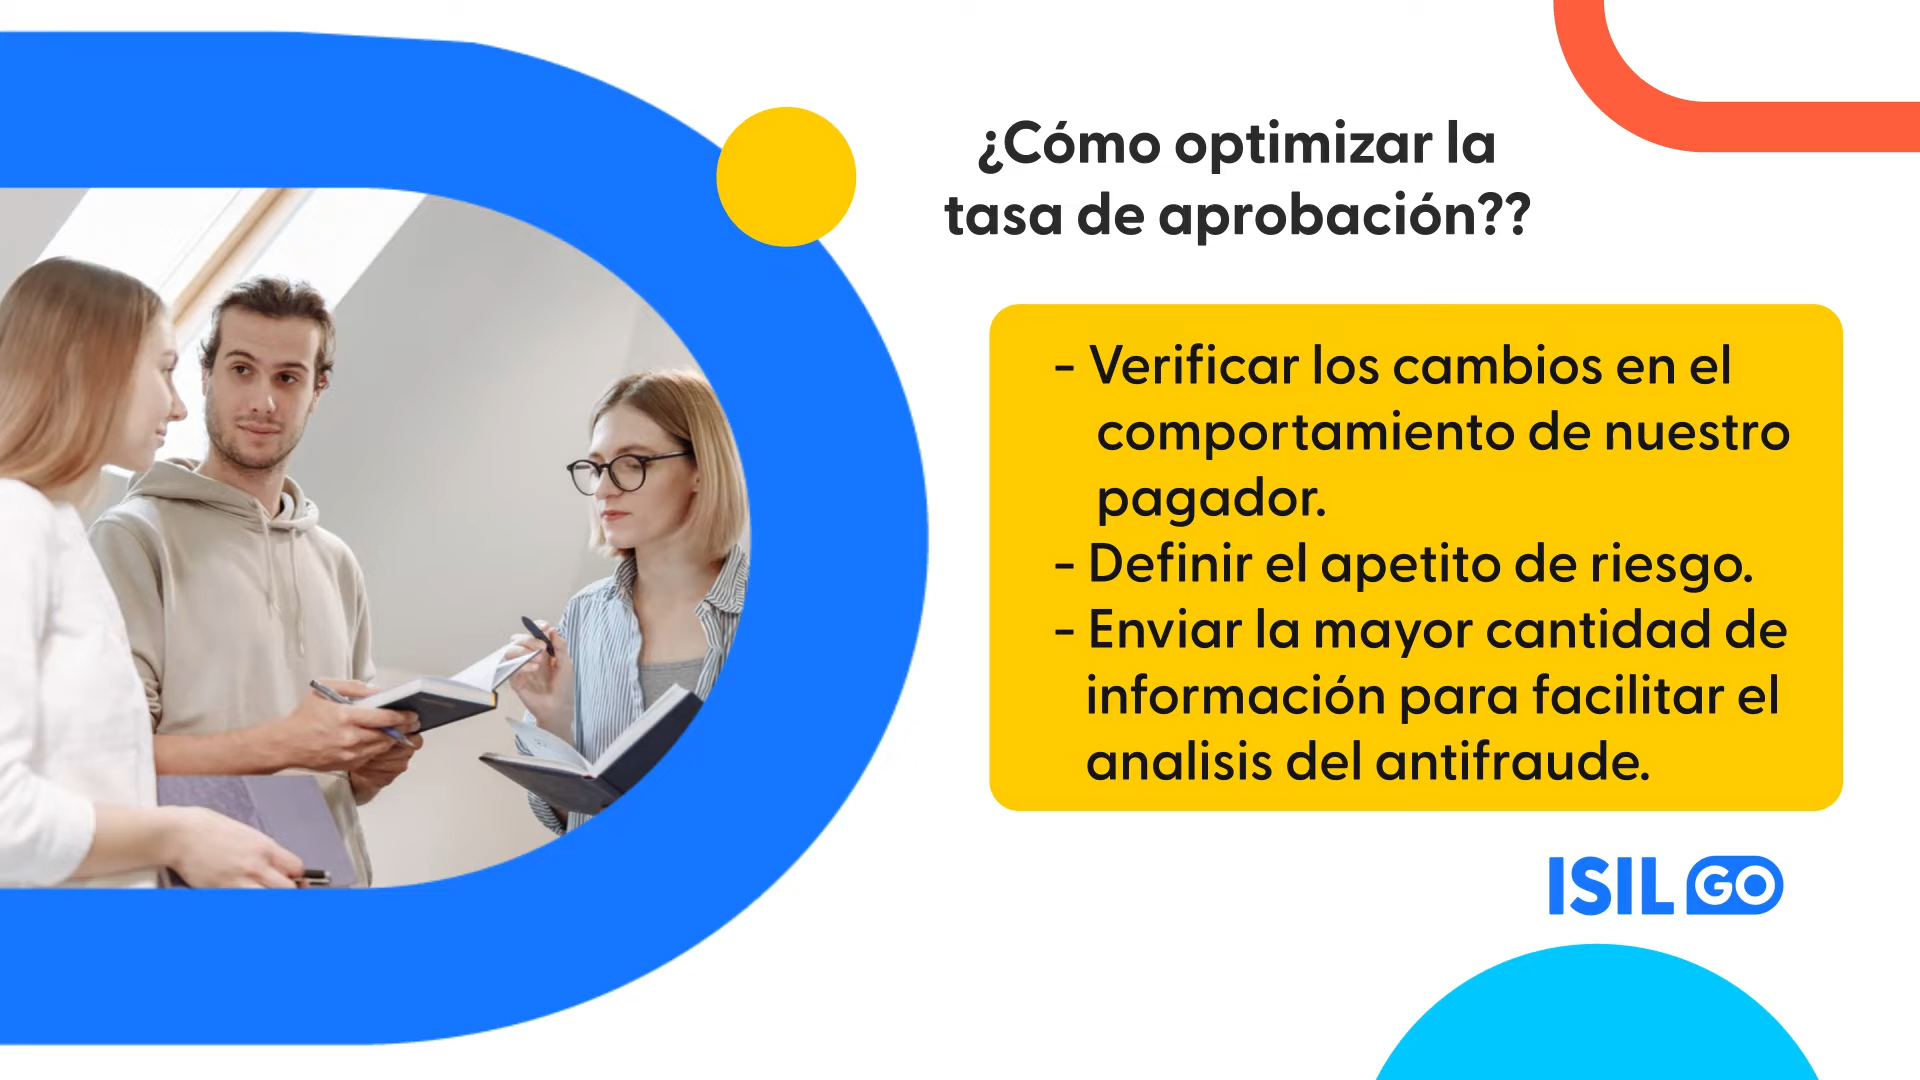 ¿Cómo optimizar la
tasa de aprobación??
- Verificar los cambios en el
comportamiento de nuestro
pagador.
- Definir el apetito de riesgo.
- Enviar la mayor cantidad de
información para facilitar el
analisis del antifraude.
ISIL GO